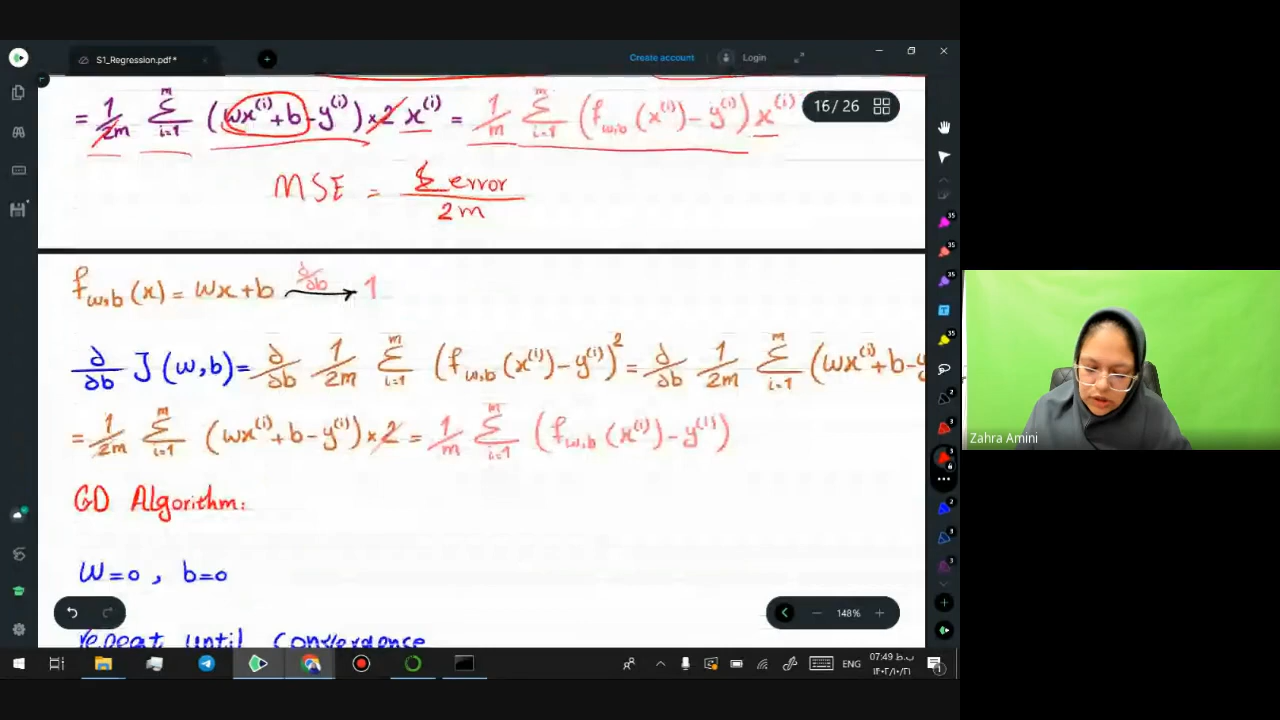 S1_Regression.pdf*
Create account
Login
= 1/2m Σ_{i=1}^{m} (wx^{(i)}+b-y^{(i)})×2 x^{(i)} = 1/m Σ_{i=1}^{m} (f_{w,b}(x^{(i)})-y^{(i)}) x^{(i)}
16 / 26
MSE = Σ error / 2m
f_{w,b}(x) = wx+b ∂/∂b → 1
∂/∂b J(w,b) = ∂/∂b 1/2m Σ_{i=1}^{m} (f_{w,b}(x^{(i)})-y^{(i)})^2 = ∂/∂b 1/2m Σ_{i=1}^{m} (wx^{(i)}+b-y
= 1/2m Σ_{i=1}^{m} (wx^{(i)}+b-y^{(i)})×2 = 1/m Σ_{i=1}^{m} (f_{w,b}(x^{(i)})-y^{(i)})
GD Algorithm:
w=0, b=0
repeat until convergence
148%
Zahra Amini
ENG
07:49 ب.ظ